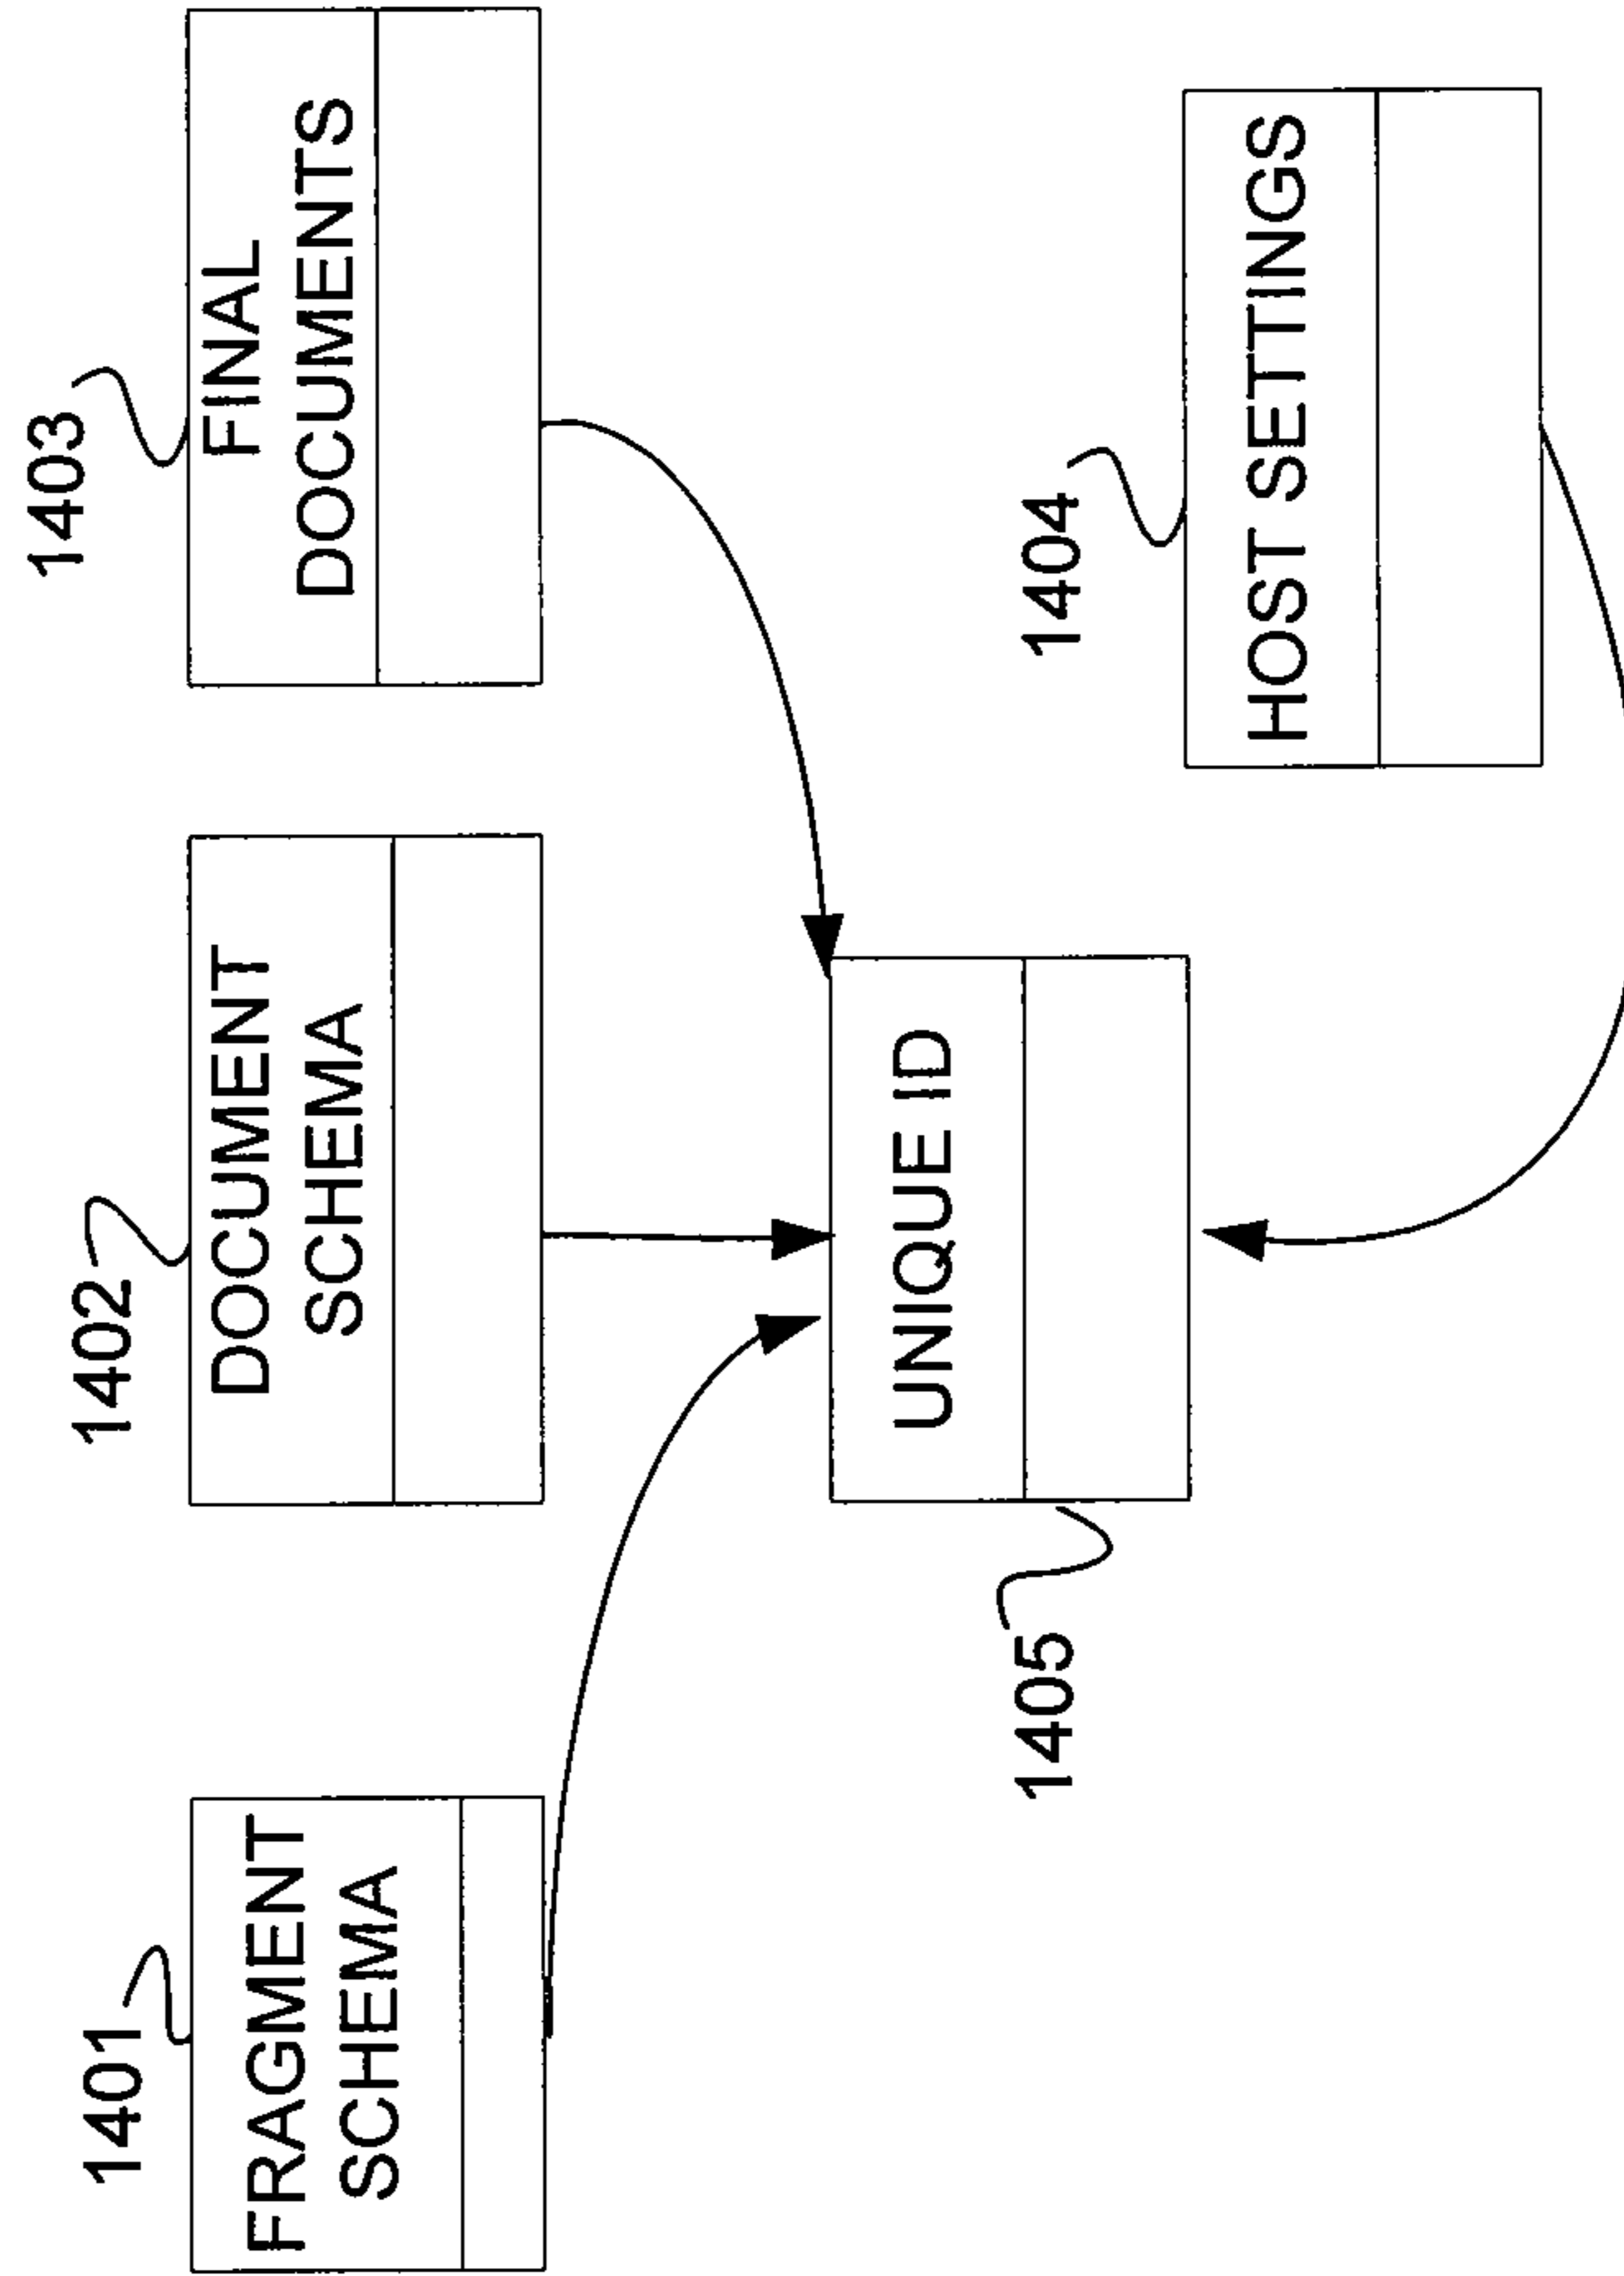 1401
FRAGMENT
SCHEMA
1402
DOCUMENT
SCHEMA
1403
FINAL
DOCUMENTS
1405
UNIQUE ID
1404
HOST SETTINGS